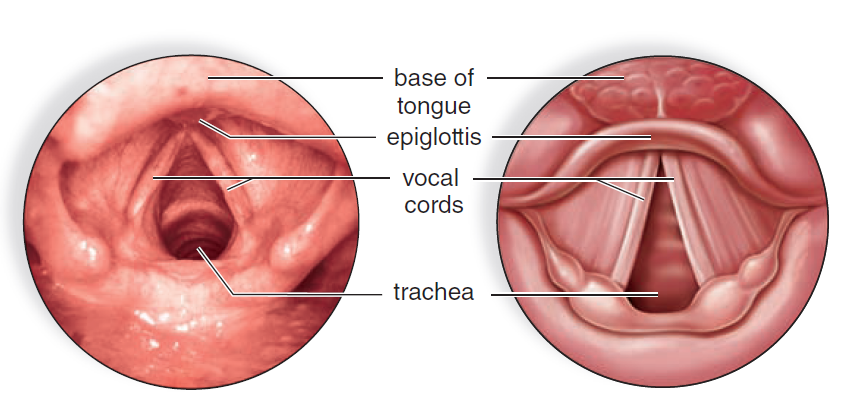 base of
tongue
epiglottis
vocal
cords
trachea